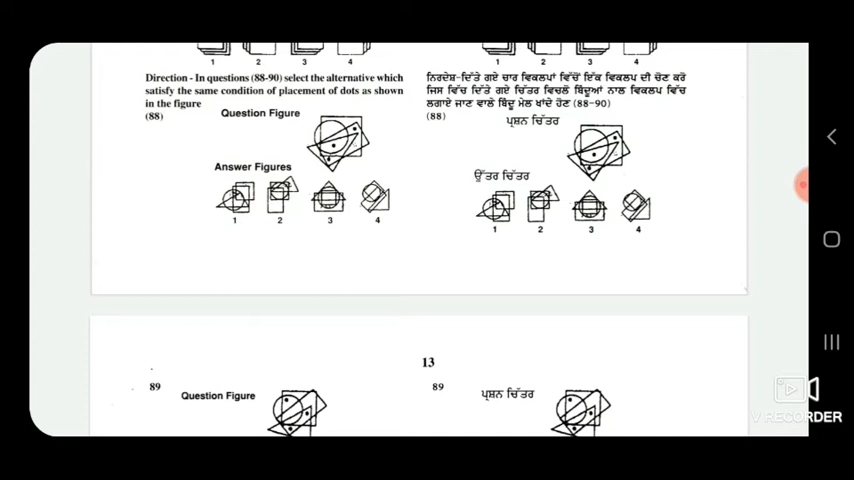 1 2 3 4
1 2 3 4
Direction - In questions (88-90) select the alternative which
satisfy the same condition of placement of dots as shown
in the figure
(88)
Question Figure
Answer Figures
1 2 3 4
ਨਿਰਦੇਸ਼-ਦਿੱਤੇ ਗਏ ਚਾਰ ਵਿਕਲਪਾਂ ਵਿੱਚੋਂ ਇੱਕ ਵਿਕਲਪ ਦੀ ਚੋਣ ਕਰੋ
ਜਿਸ ਵਿੱਚ ਦਿੱਤੇ ਗਏ ਚਿੱਤਰ ਵਿਚਲੇ ਬਿੰਦੂਆਂ ਨਾਲ ਵਿਕਲਪ ਵਿੱਚ
ਲਗਾਏ ਜਾਣ ਵਾਲੇ ਬਿੰਦੂ ਮੇਲ ਖਾਂਦੇ ਹੋਣ (88-90)
(88)
ਪ੍ਰਸ਼ਨ ਚਿੱਤਰ
ਉੱਤਰ ਚਿੱਤਰ
1 2 3 4
13
89
Question Figure
89
ਪ੍ਰਸ਼ਨ ਚਿੱਤਰ
V RECORDER